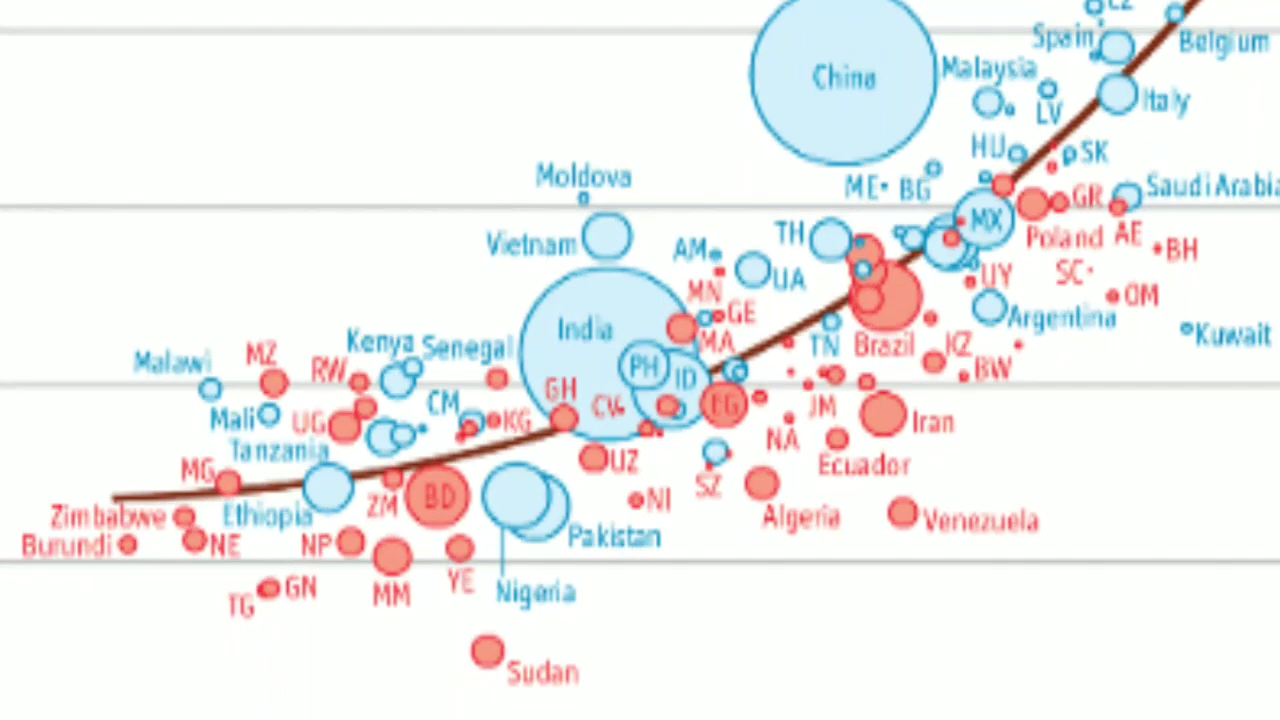 CZ
Spain
Belgium
China
Malaysia
Italy
LV
HU
SK
Moldova
ME
BG
Saudi Arabia
MX
GR
Vietnam
TH
Poland
AE
BH
AM
UA
SC
UY
MN
OM
GE
India
Argentina
Kuwait
Kenya
Senegal
MA
TN
Brazil
KZ
Malawi
MZ
RW
PH
ID
BW
GH
CV
EG
JM
Mali
UG
CM
KG
Iran
NA
Tanzania
UZ
Ecuador
MG
SZ
BD
NI
Zimbabwe
Ethiopia
ZM
Algeria
Venezuela
Burundi
NE
NP
Pakistan
TG
GN
MM
YE
Nigeria
Sudan